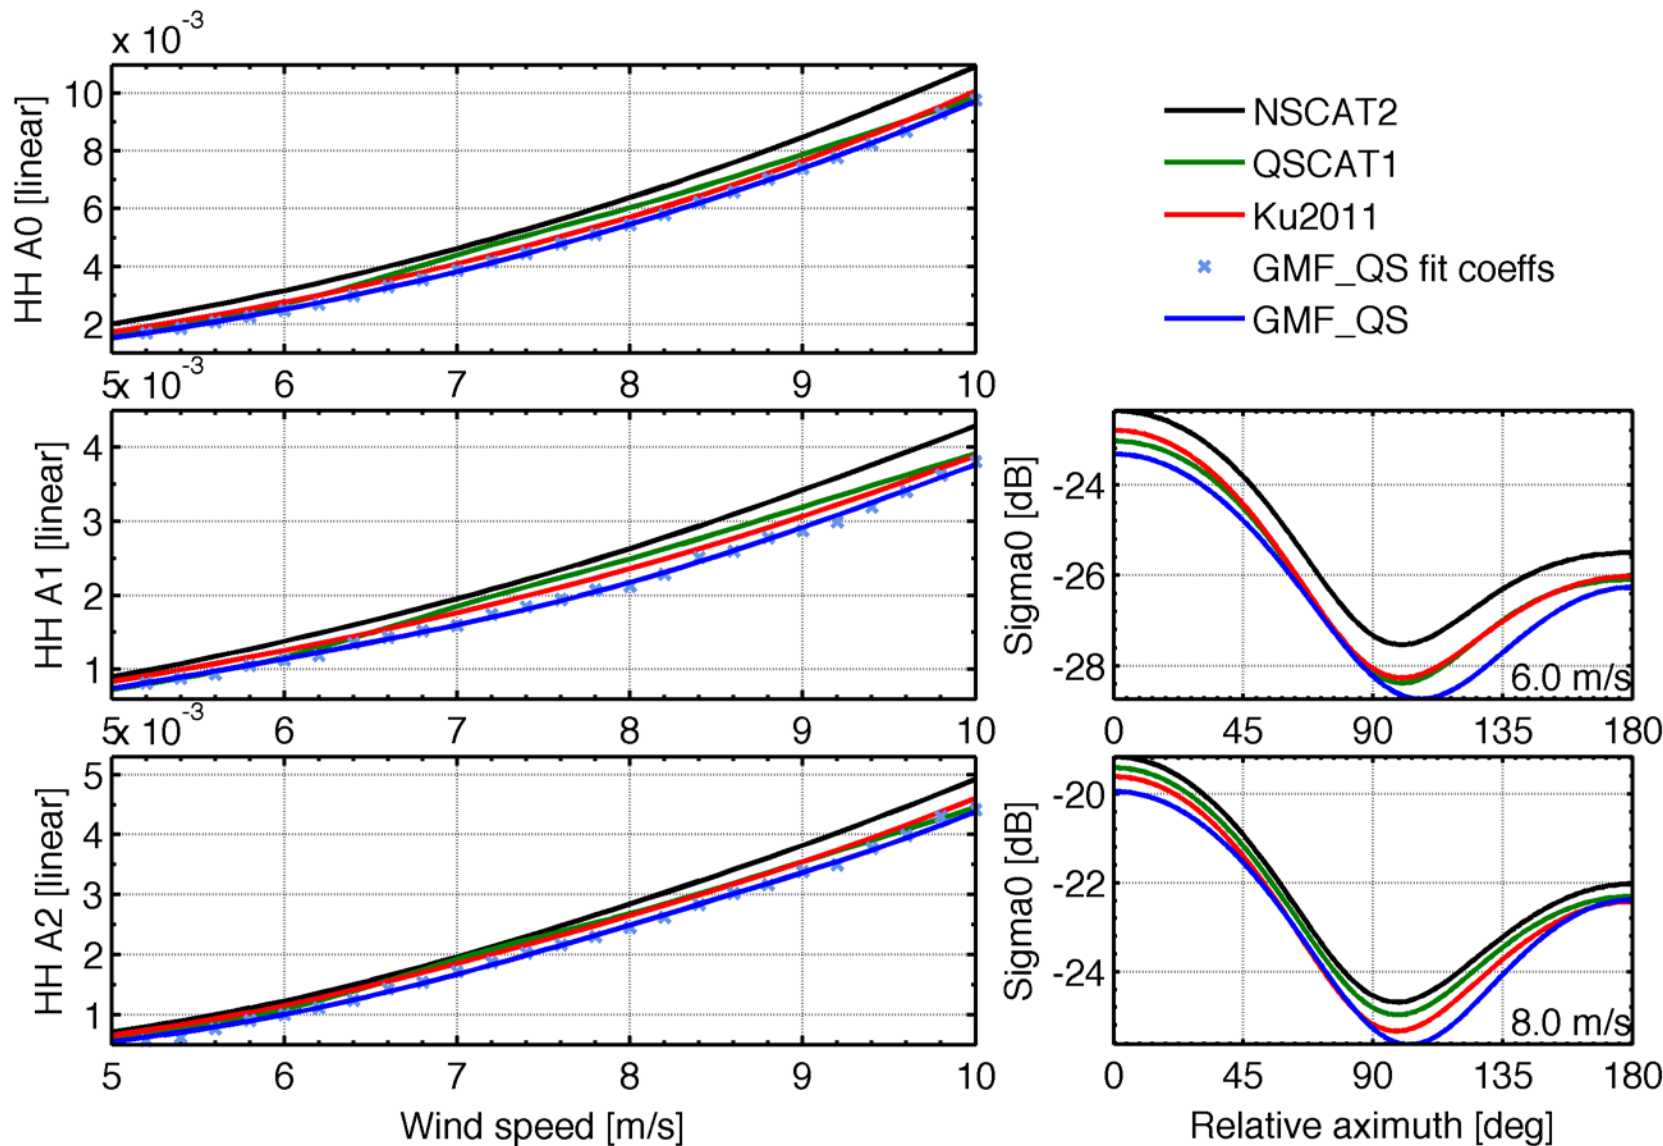 x 10⁻³
HH A0 [linear]
10
8
6
4
2
5 6 7 8 9 10
NSCAT2
QSCAT1
Ku2011
GMF_QS fit coeffs
GMF_QS
x 10⁻³
HH A1 [linear]
4
3
2
1
5 6 7 8 9 10
Sigma0 [dB]
-24
-26
-28
6.0 m/s
0 45 90 135 180
x 10⁻³
HH A2 [linear]
5
4
3
2
1
5 6 7 8 9 10
Wind speed [m/s]
Sigma0 [dB]
-20
-22
-24
8.0 m/s
0 45 90 135 180
Relative aximuth [deg]